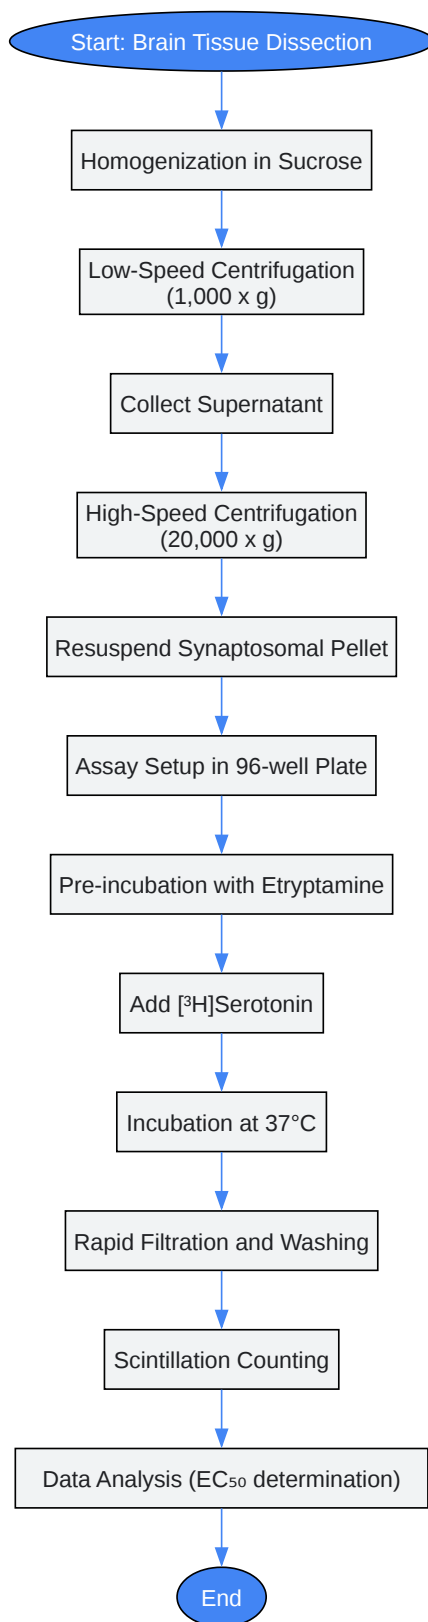 Start: Brain Tissue Dissection
Homogenization in Sucrose
Low-Speed Centrifugation
(1,000 x g)
Collect Supernatant
High-Speed Centrifugation
(20,000 x g)
Resuspend Synaptosomal Pellet
Assay Setup in 96-well Plate
Pre-incubation with Etryptamine
Add [³H]Serotonin
Incubation at 37°C
Rapid Filtration and Washing
Scintillation Counting
Data Analysis (EC₅₀ determination)
End